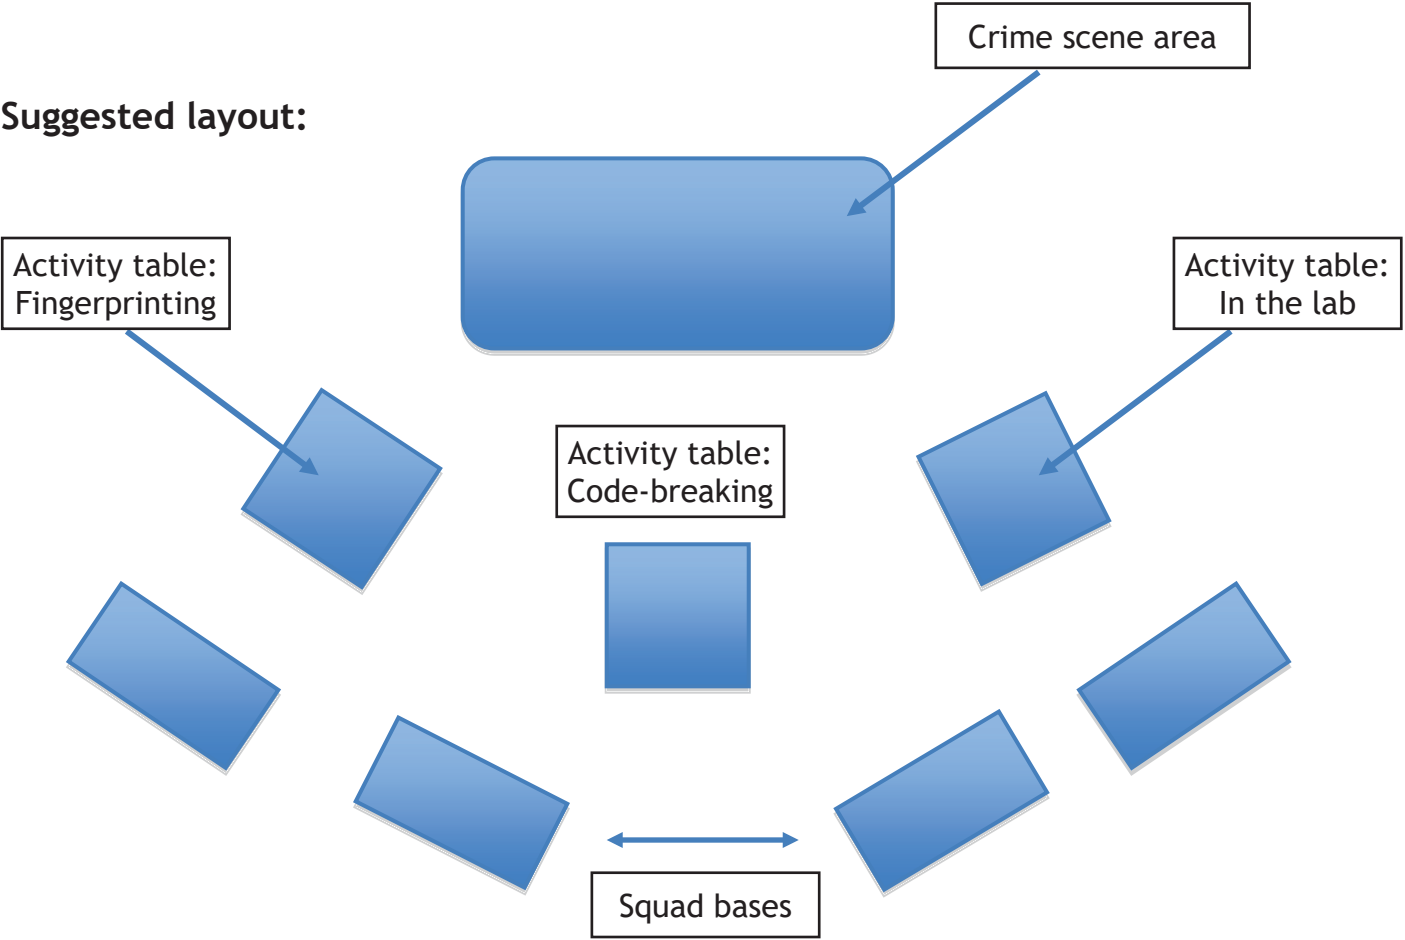 Crime scene area
Suggested layout:
Activity table:
Fingerprinting
Activity table:
In the lab
Activity table:
Code-breaking
Squad bases